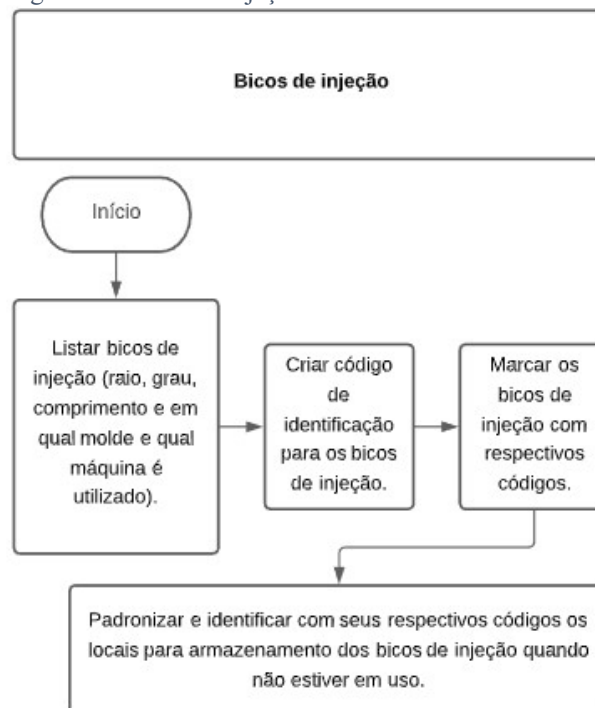 Bicos de injeção
Início
Listar bicos de
injeção (raio, grau,
comprimento e em
qual molde e qual
máquina é
utilizado).
Criar código
de
identificação
para os bicos
de injeção.
Marcar os
bicos de
injeção com
respectivos
códigos.
Padronizar e identificar com seus respectivos códigos os
locais para armazenamento dos bicos de injeção quando
não estiver em uso.